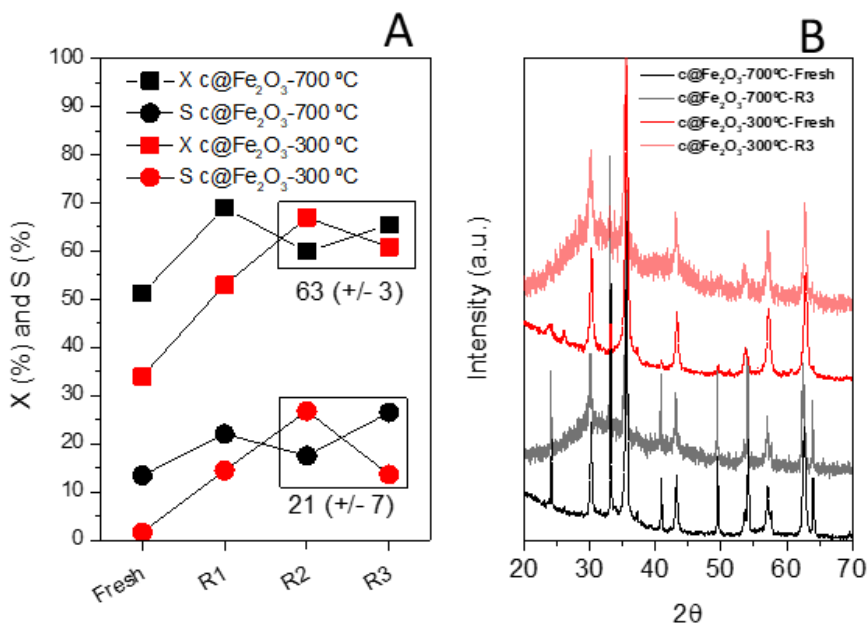 A
X (%) and S (%)
100
90
80
70
60
50
40
30
20
10
0
X c@Fe₂O₃-700 ºC
S c@Fe₂O₃-700 ºC
X c@Fe₂O₃-300 ºC
S c@Fe₂O₃-300 ºC
63 (+/- 3)
21 (+/- 7)
Fresh
R1
R2
R3
B
Intensity (a.u.)
c@Fe₂O₃-700ºC-Fresh
c@Fe₂O₃-700ºC-R3
c@Fe₂O₃-300ºC-Fresh
c@Fe₂O₃-300ºC-R3
20 30 40 50 60 70
2θ